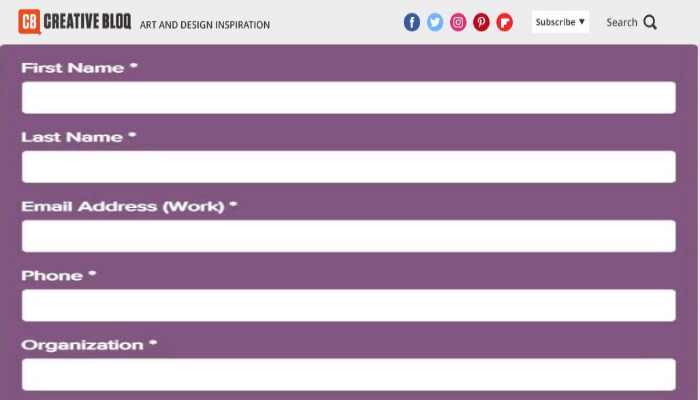 CB CREATIVE BLOQ ART AND DESIGN INSPIRATION Subscribe ▼ Search
First Name *
Last Name *
Email Address (Work) *
Phone *
Organization *